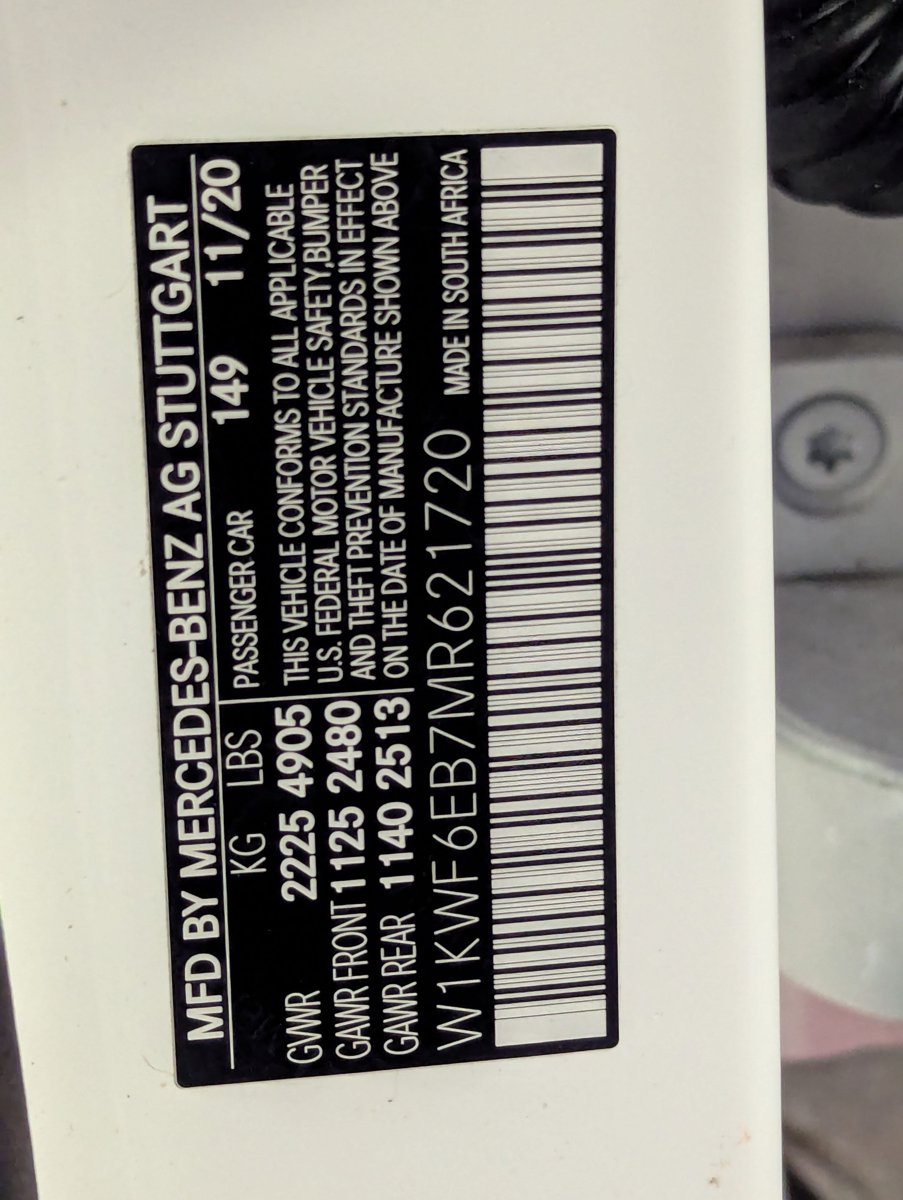 MFD BY MERCEDES-BENZ AG STUTTGART
KG LBS PASSENGER CAR 149 11/20
GVWR 2225 4905 THIS VEHICLE CONFORMS TO ALL APPLICABLE
GAWR FRONT 1125 2480 U.S. FEDERAL MOTOR VEHICLE SAFETY,BUMPER
AND THEFT PREVENTION STANDARDS IN EFFECT
GAWR REAR 1140 2513 ON THE DATE OF MANUFACTURE SHOWN ABOVE
W1KWF6EB7MR621720 MADE IN SOUTH AFRICA